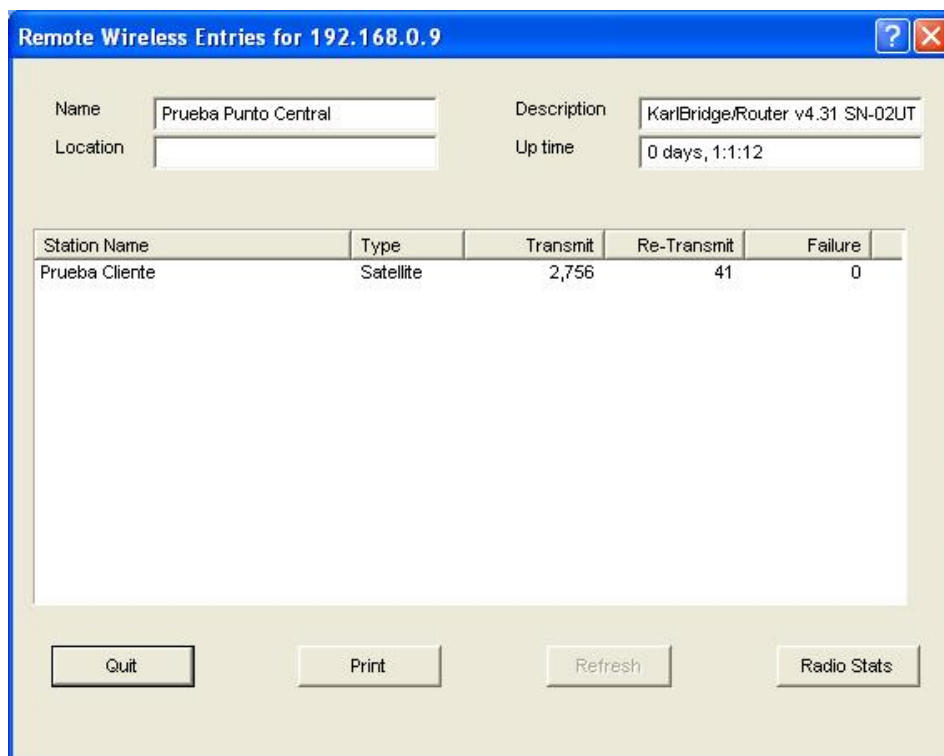 Remote Wireless Entries for 192.168.0.9
Name Prueba Punto Central Description KarlBridge/Router v4.31 SN-02UT
Location Up time 0 days, 1:1:12
Station Name Type Transmit Re-Transmit Failure
Prueba Cliente Satellite 2,756 41 0
Quit Print Refresh Radio Stats